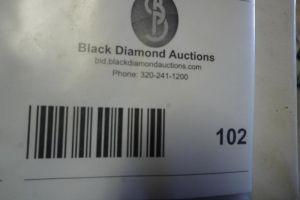 Black Diamond Auctions
bid.blackdiamondauctions.com
Phone: 320-241-1200
102